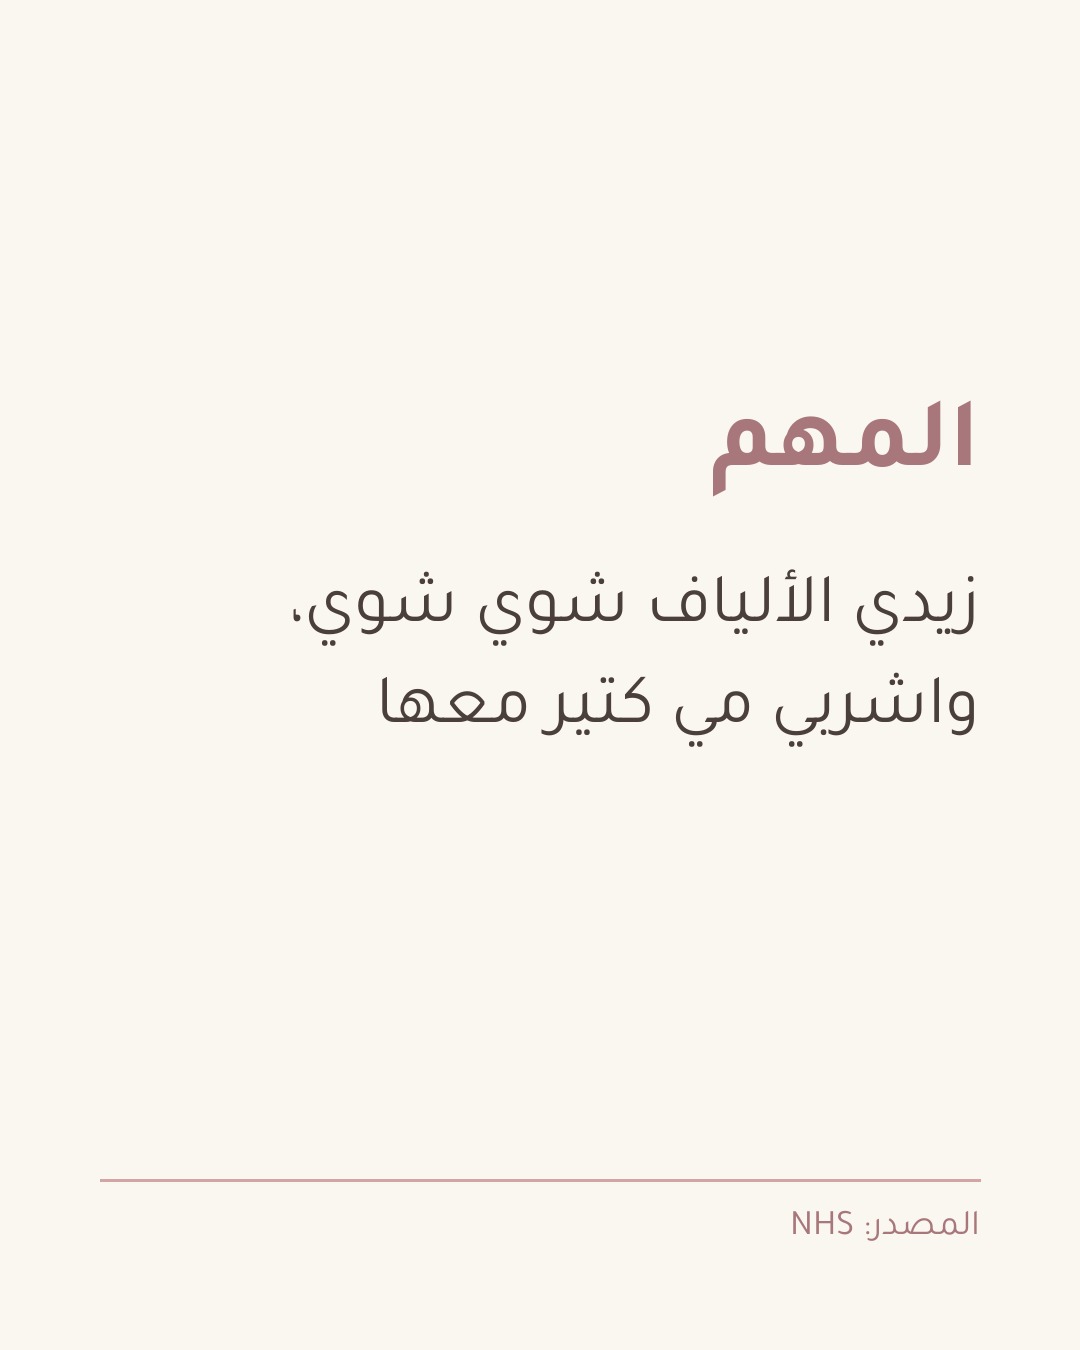 المهم
زيدي الألياف شوي شوي،
واشربي مي كتير معها
المصدر: NHS